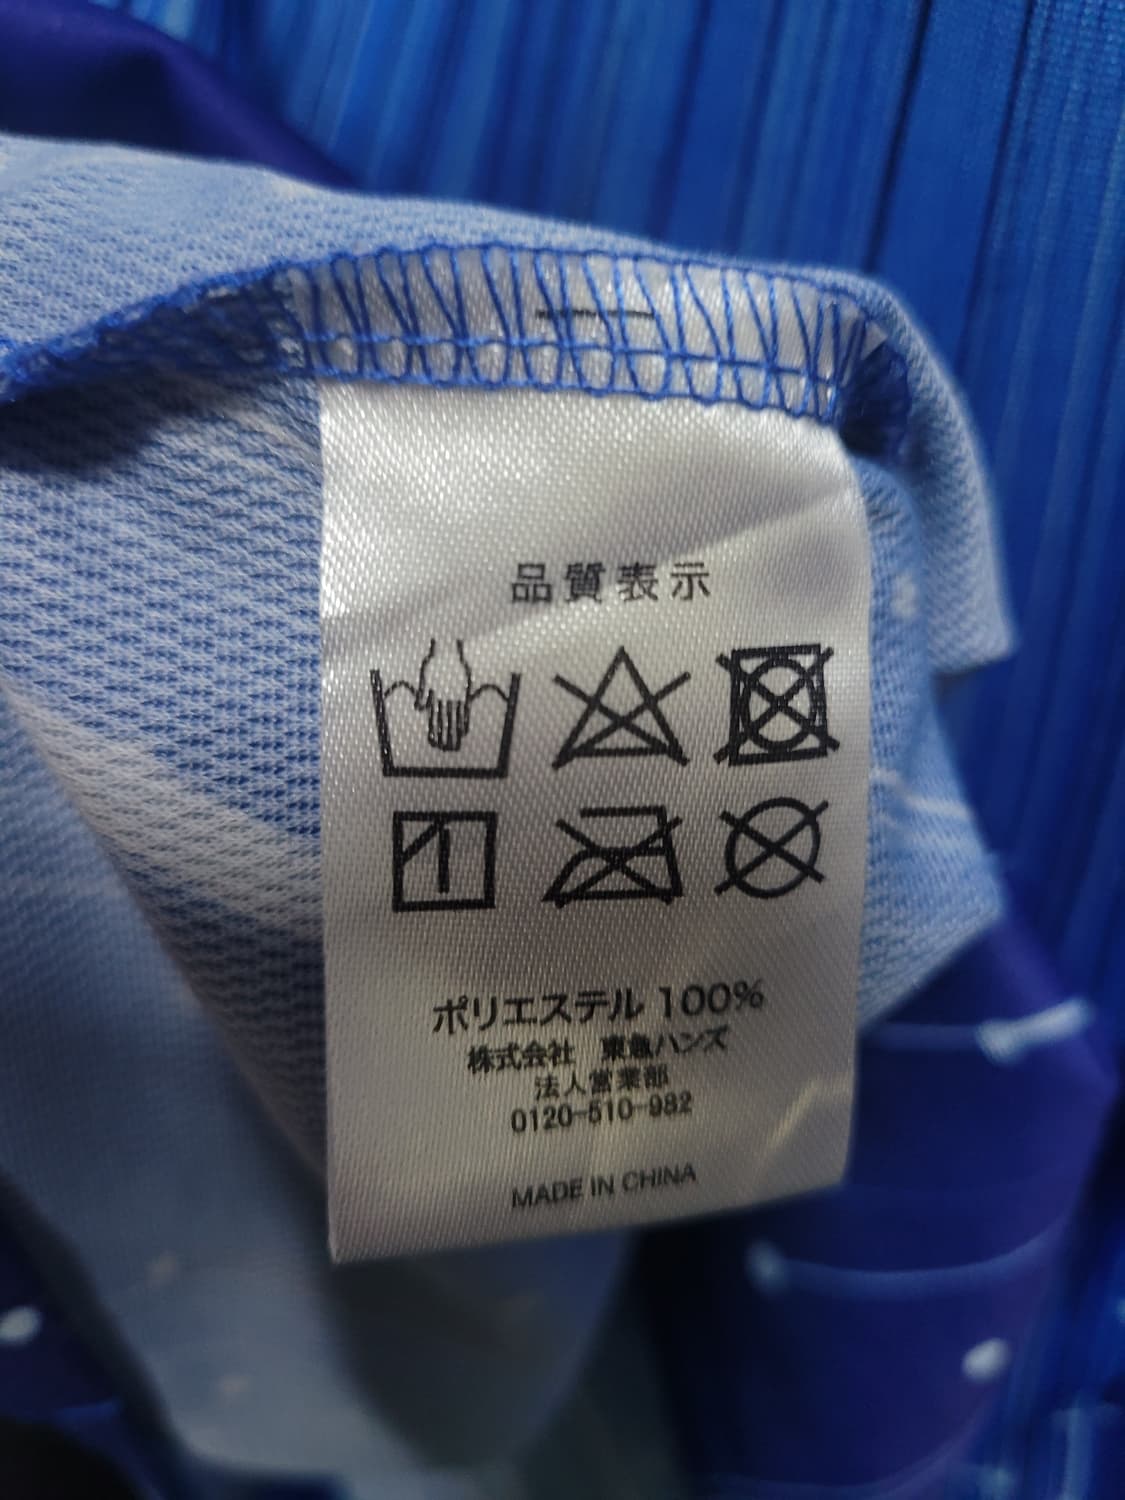 品質表示
ポリエステル 100%
株式会社 東急ハンズ
法人営業部
0120-510-982
MADE IN CHINA